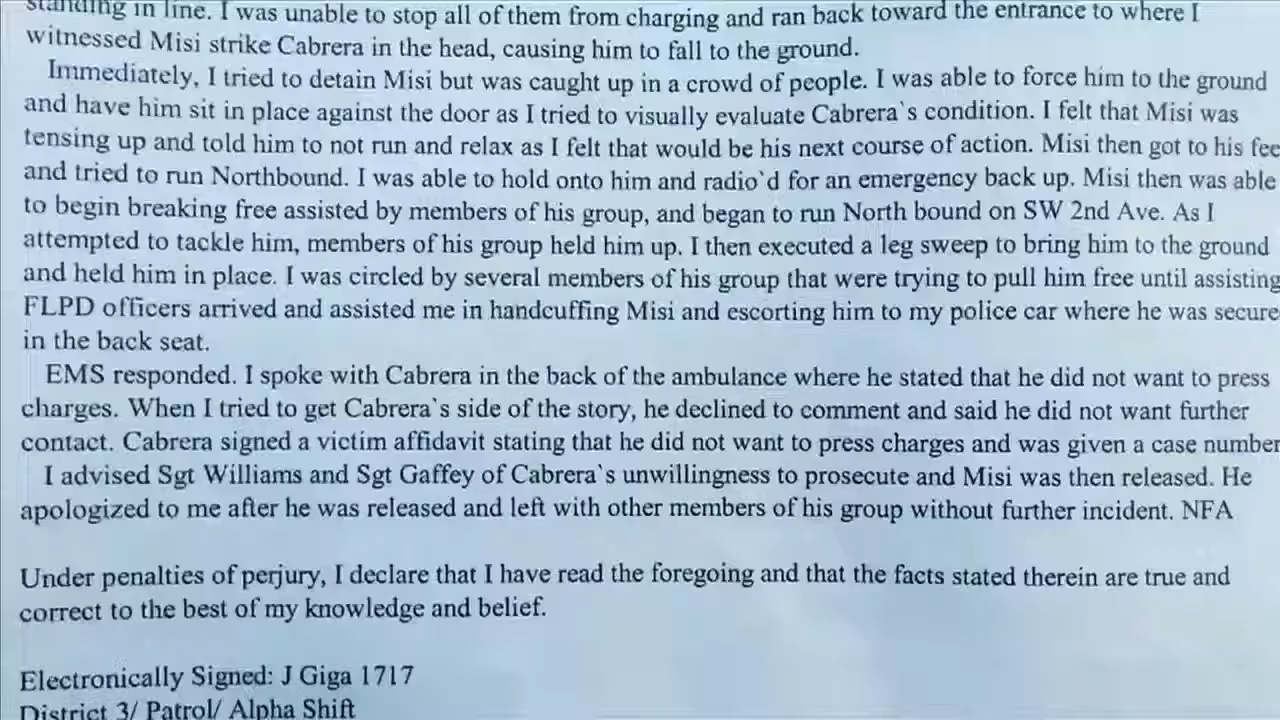 standing in line. I was unable to stop all of them from charging and ran back toward the entrance to where I
witnessed Misi strike Cabrera in the head, causing him to fall to the ground.
Immediately, I tried to detain Misi but was caught up in a crowd of people. I was able to force him to the ground
and have him sit in place against the door as I tried to visually evaluate Cabrera`s condition. I felt that Misi was
tensing up and told him to not run and relax as I felt that would be his next course of action. Misi then got to his fee
and tried to run Northbound. I was able to hold onto him and radio`d for an emergency back up. Misi then was able
to begin breaking free assisted by members of his group, and began to run North bound on SW 2nd Ave. As I
attempted to tackle him, members of his group held him up. I then executed a leg sweep to bring him to the ground
and held him in place. I was circled by several members of his group that were trying to pull him free until assisting
FLPD officers arrived and assisted me in handcuffing Misi and escorting him to my police car where he was secure
in the back seat.
EMS responded. I spoke with Cabrera in the back of the ambulance where he stated that he did not want to press
charges. When I tried to get Cabrera`s side of the story, he declined to comment and said he did not want further
contact. Cabrera signed a victim affidavit stating that he did not want to press charges and was given a case number
I advised Sgt Williams and Sgt Gaffey of Cabrera`s unwillingness to prosecute and Misi was then released. He
apologized to me after he was released and left with other members of his group without further incident. NFA
Under penalties of perjury, I declare that I have read the foregoing and that the facts stated therein are true and
correct to the best of my knowledge and belief.
Electronically Signed: J Giga 1717
District 3/ Patrol/ Alpha Shift